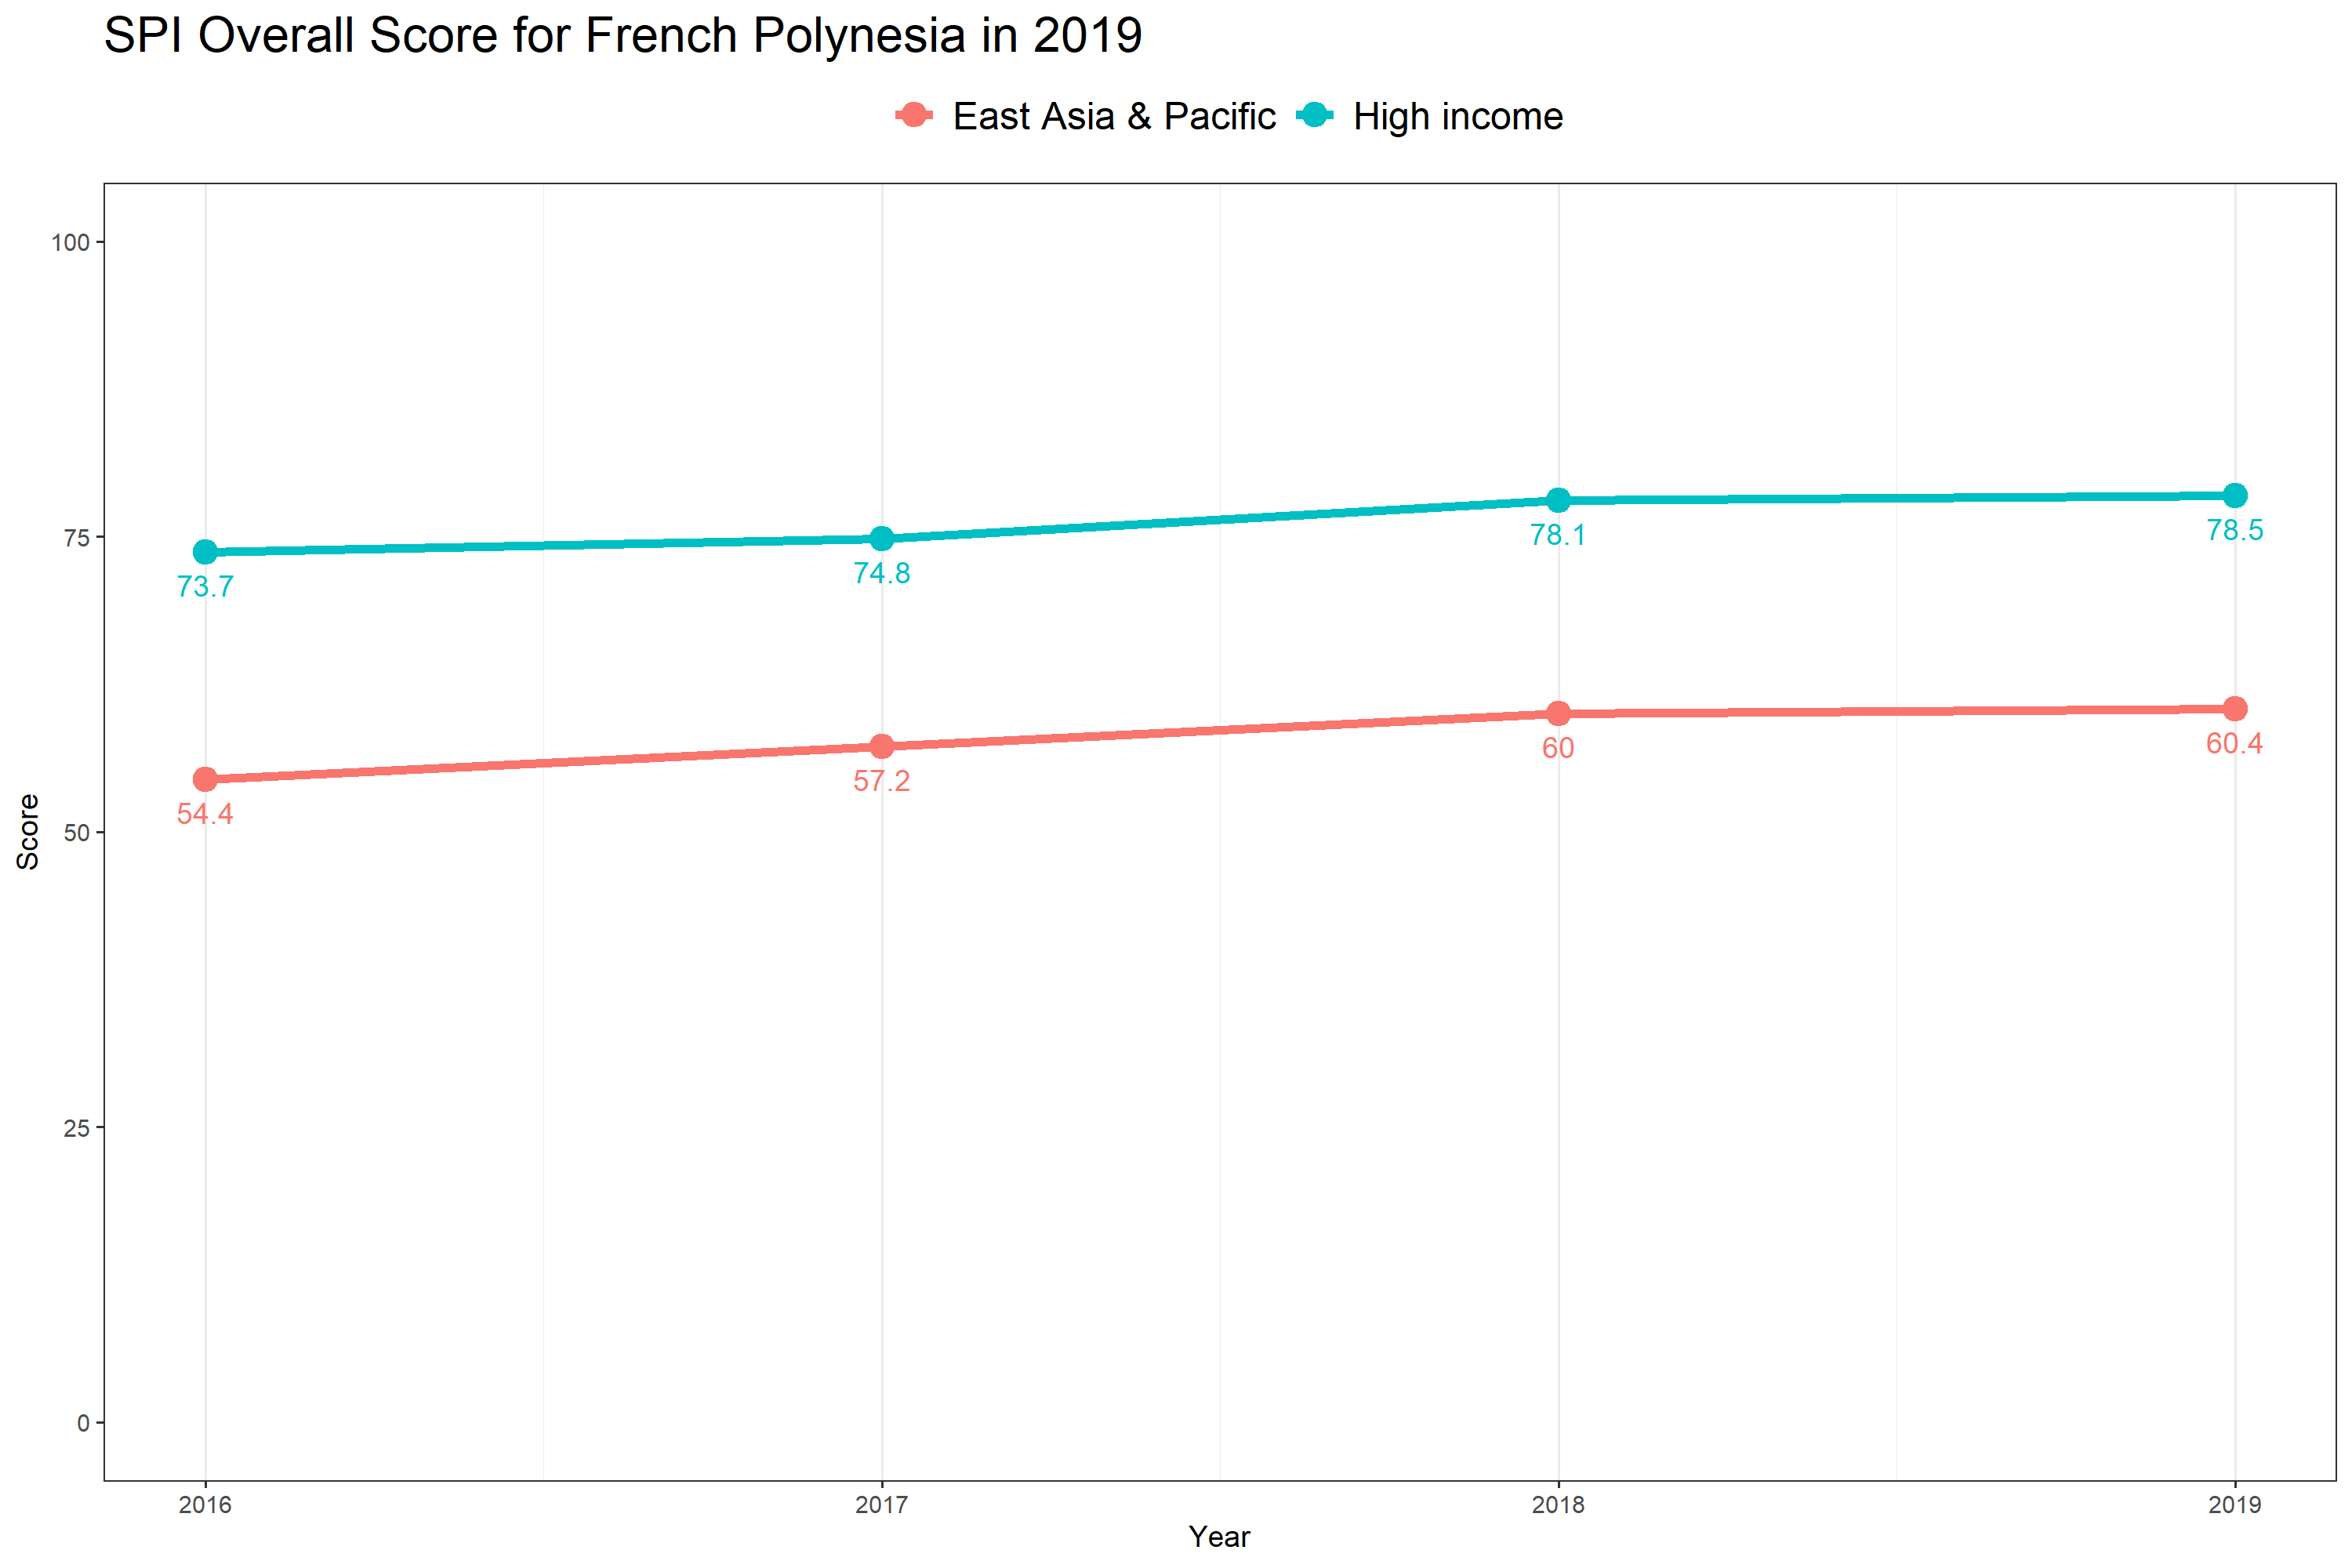 SPI Overall Score for French Polynesia in 2019
East Asia & Pacific High income
100
75
50
25
0
Score
73.7 74.8 78.1 78.5
54.4 57.2 60 60.4
2016 2017 2018 2019
Year